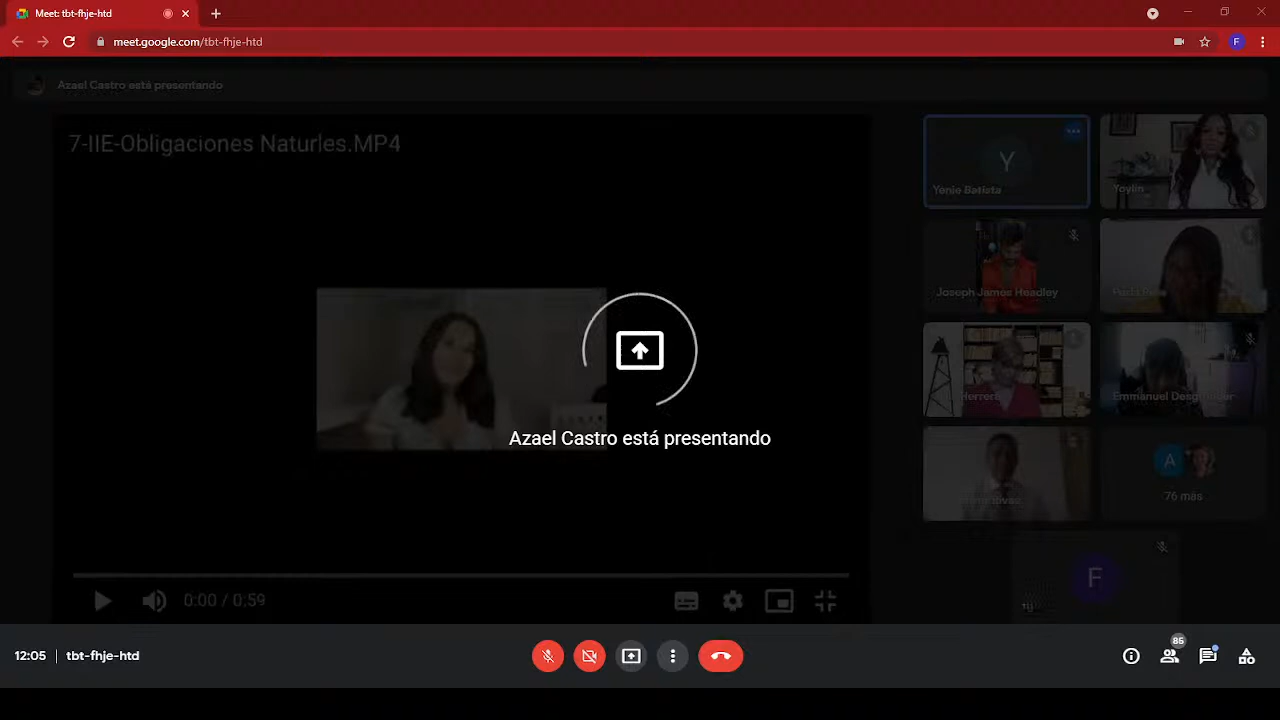 Meet: tbt-fhje-htd
meet.google.com/tbt-fhje-htd
F
Azael Castro está presentando
7-IIE-Obligaciones Naturles.MP4
Y
Yenie Batista
Yoylin
Joseph James Headley
Herrera
Emmanuel
A
76 más
Azael Castro está presentando
F
0:00 / 0:59
12:05 | tbt-fhje-htd
85